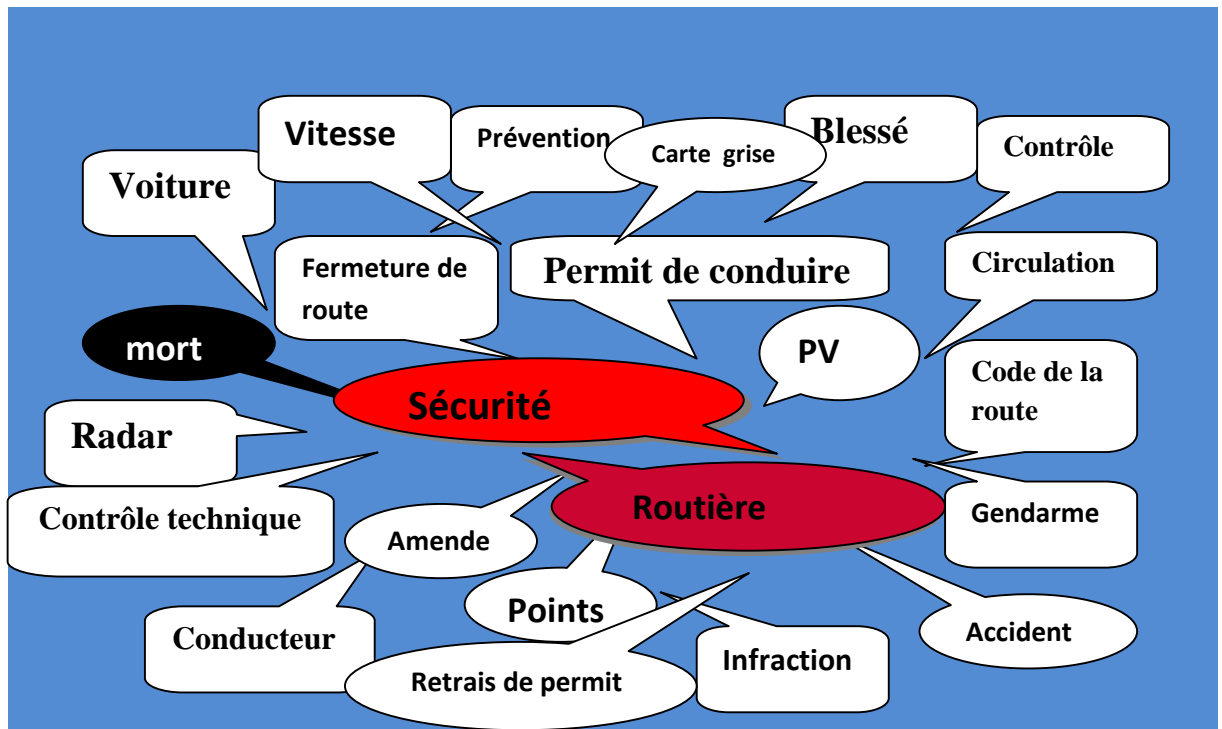 Vitesse
Prévention
Carte grise
Blessé
Contrôle
Voiture
Fermeture de
route
Permit de conduire
Circulation
mort
PV
Sécurité
Code de la
route
Radar
Contrôle technique
Amende
Routière
Gendarme
Conducteur
Points
Retrais de permit
Infraction
Accident